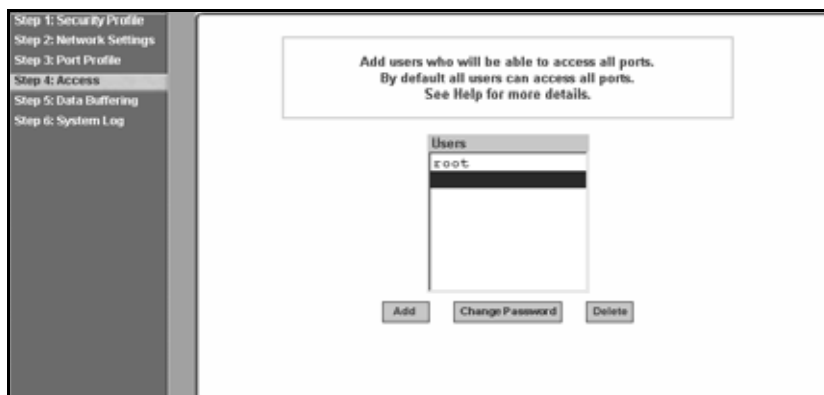 Step 1: Security Profile
Step 2: Network Settings
Step 3: Port Profile
Step 4: Access
Step 5: Data Buffering
Step 6: System Log
Add users who will be able to access all ports.
By default all users can access all ports.
See Help for more details.
Users
root
Add
Change Password
Delete